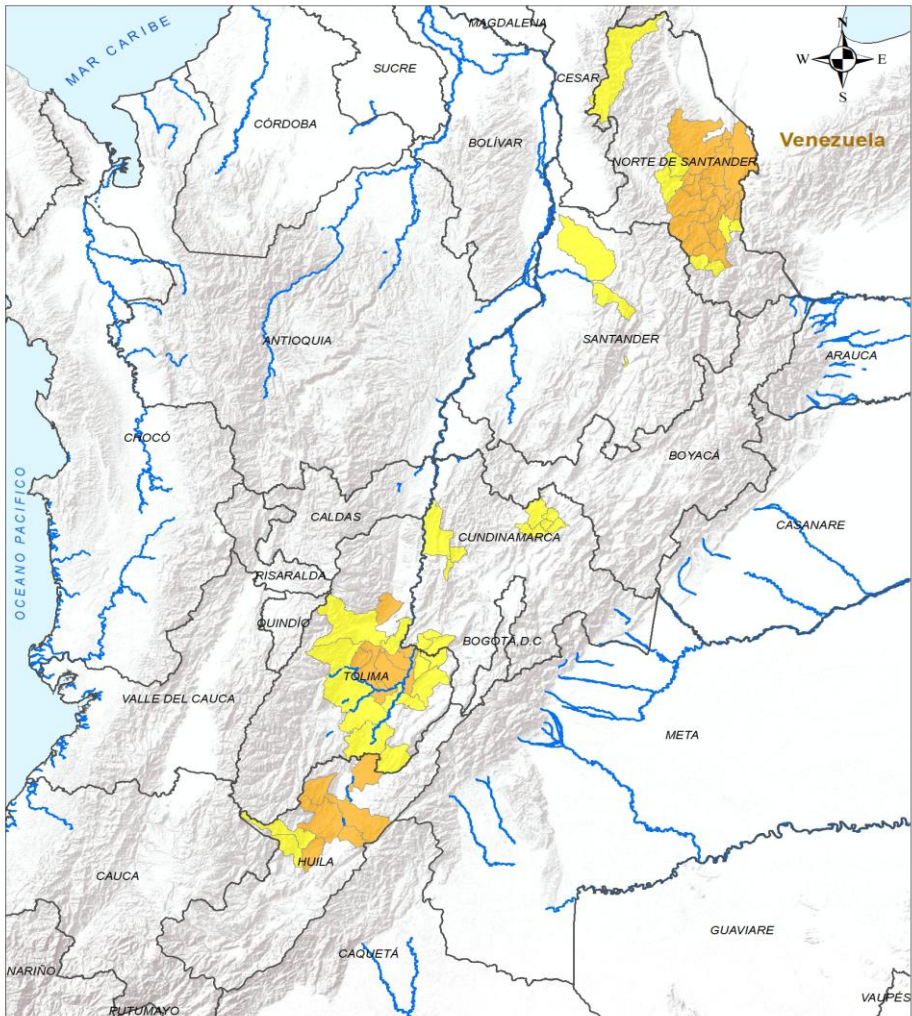 MAGDALENA
N
MAR CARIBE
W
E
SUCRE
CESAR
S
CÓRDOBA
BOLÍVAR
Venezuela
NORTE DE SANTANDER
ANTIOQUIA
SANTANDER
ARAUCA
CHOCÓ
BOYACÁ
OCEANO PACIFICO
CALDAS
CASANARE
CUNDINAMARCA
RISARALDA
QUINDÍO
BOGOTÁ, D.C
TOLIMA
VALLE DEL CAUCA
META
HUILA
CAUCA
GUAVIARE
CAQUETÁ
NARIÑO
VAUPÉS
PUTUMAYO